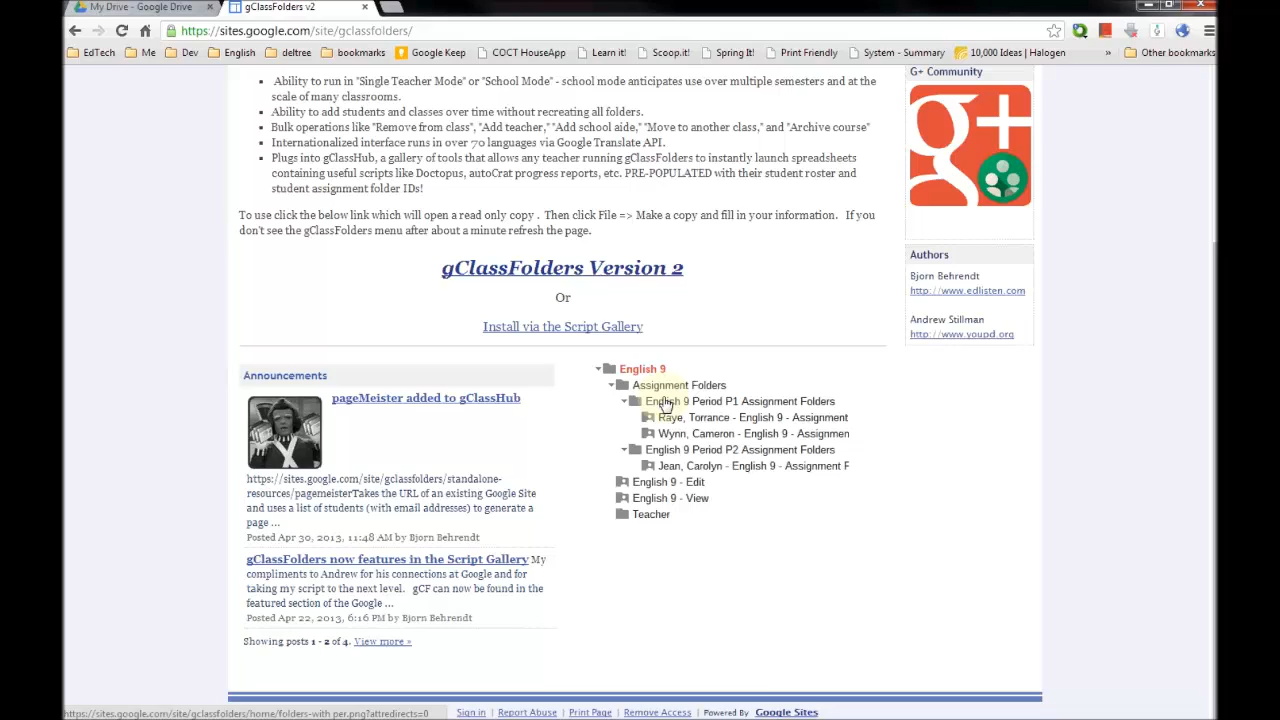 My Drive - Google Drive
gClassFolders v2
https://sites.google.com/site/gclassfolders/
EdTech
Me
Dev
English
deltree
bookmarks
Google Keep
COCT HouseApp
Learn it!
Scoop.it!
Spring It!
Print Friendly
System - Summary
10,000 Ideas | Halogen
»
Other bookmarks
Ability to run in "Single Teacher Mode" or "School Mode" - school mode anticipates use over multiple semesters and at the
scale of many classrooms.
Ability to add students and classes over time without recreating all folders.
Bulk operations like "Remove from class", "Add teacher," "Add school aide," "Move to another class," and "Archive course"
Internationalized interface runs in over 70 languages via Google Translate API.
Plugs into gClassHub, a gallery of tools that allows any teacher running gClassFolders to instantly launch spreadsheets
containing useful scripts like Doctopus, autoCrat progress reports, etc. PRE-POPULATED with their student roster and
student assignment folder IDs!
To use click the below link which will open a read only copy . Then click File => Make a copy and fill in your information. If you
don't see the gClassFolders menu after about a minute refresh the page.
gClassFolders Version 2
Or
Install via the Script Gallery
G+ Community
g+
Authors
Bjorn Behrendt
http://www.edlisten.com
Andrew Stillman
http://www.youpd.org
Announcements
pageMeister added to gClassHub
https://sites.google.com/site/gclassfolders/standalone-
resources/pagemeisterTakes the URL of an existing Google Site
and uses a list of students (with email addresses) to generate a
page ...
Posted Apr 30, 2013, 11:48 AM by Bjorn Behrendt
gClassFolders now features in the Script Gallery My
compliments to Andrew for his connections at Google and for
taking my script to the next level. gCF can now be found in the
featured section of the Google ...
Posted Apr 22, 2013, 6:16 PM by Bjorn Behrendt
Showing posts 1 - 2 of 4. View more »
English 9
Assignment Folders
English 9 Period P1 Assignment Folders
Raye, Torrance - English 9 - Assignment
Wynn, Cameron - English 9 - Assignmen
English 9 Period P2 Assignment Folders
Jean, Carolyn - English 9 - Assignment F
English 9 - Edit
English 9 - View
Teacher
https://sites.google.com/site/gclassfolders/home/folders-with per.png?attredirects=0
Sign in | Report Abuse | Print Page | Remove Access | Powered By Google Sites